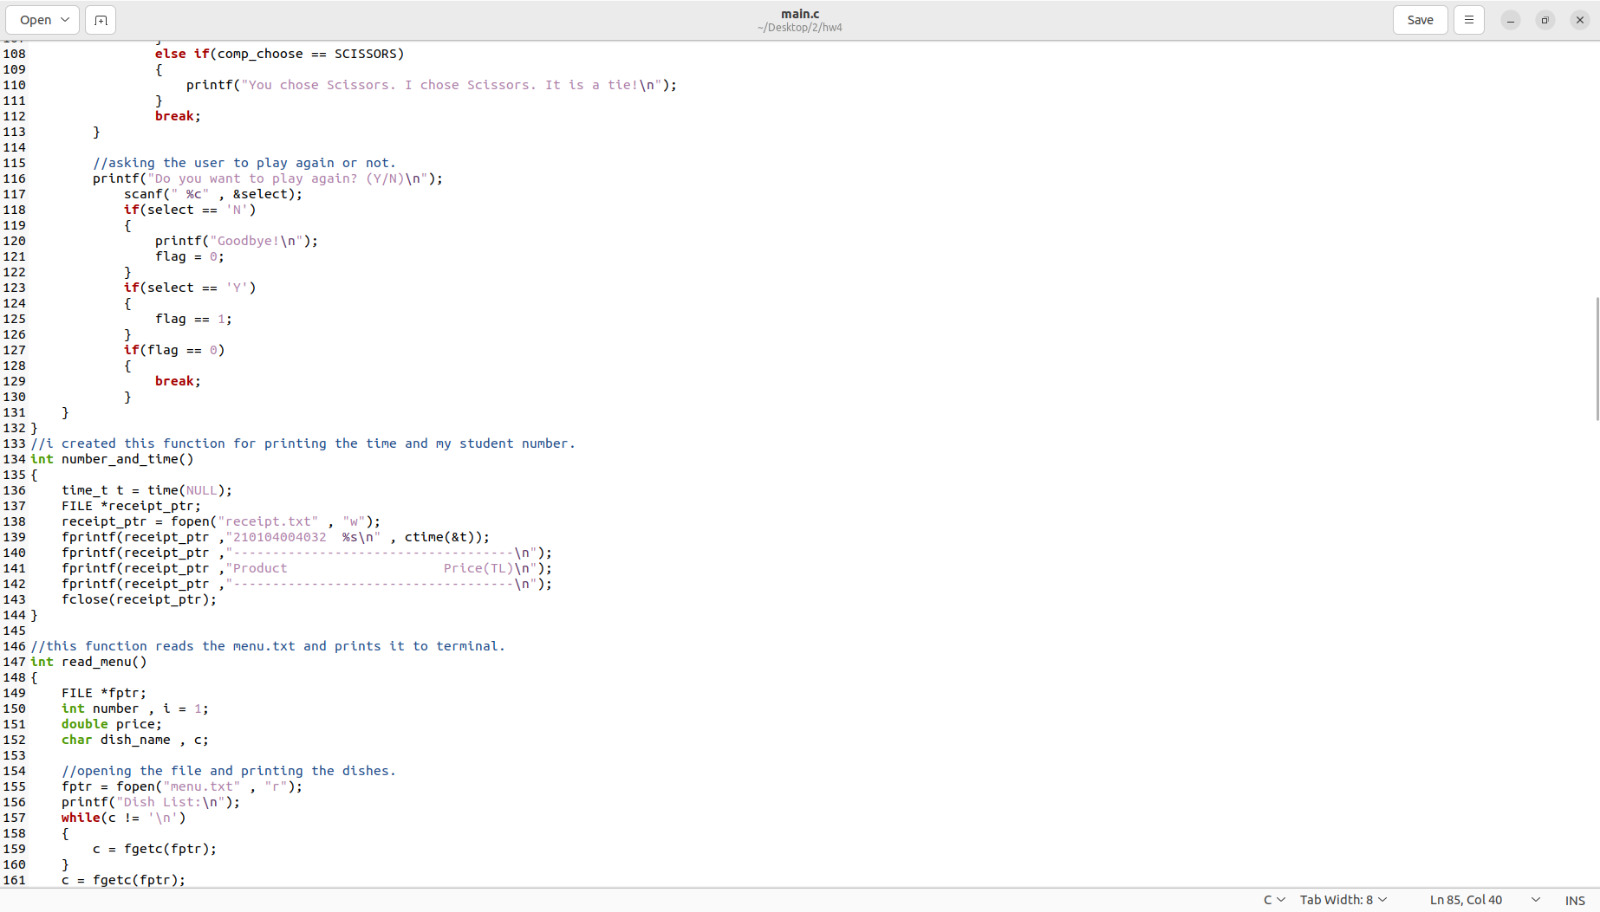 Open
main.c
~/Desktop/2/hw4
Save
108 else if(comp_choose == SCISSORS)
109 {
110 printf("You chose Scissors. I chose Scissors. It is a tie!\n");
111 }
112 break;
113 }
114
115 //asking the user to play again or not.
116 printf("Do you want to play again? (Y/N)\n");
117 scanf(" %c" , &select);
118 if(select == 'N')
119 {
120 printf("Goodbye!\n");
121 flag = 0;
122 }
123 if(select == 'Y')
124 {
125 flag == 1;
126 }
127 if(flag == 0)
128 {
129 break;
130 }
131 }
132 }
133 //i created this function for printing the time and my student number.
134 int number_and_time()
135 {
136 time_t t = time(NULL);
137 FILE *receipt_ptr;
138 receipt_ptr = fopen("receipt.txt" , "w");
139 fprintf(receipt_ptr ,"210104004032  %s\n" , ctime(&t));
140 fprintf(receipt_ptr ,"------------------------------------\n");
141 fprintf(receipt_ptr ,"Product                    Price(TL)\n");
142 fprintf(receipt_ptr ,"------------------------------------\n");
143 fclose(receipt_ptr);
144 }
145
146 //this function reads the menu.txt and prints it to terminal.
147 int read_menu()
148 {
149 FILE *fptr;
150 int number , i = 1;
151 double price;
152 char dish_name , c;
153
154 //opening the file and printing the dishes.
155 fptr = fopen("menu.txt" , "r");
156 printf("Dish List:\n");
157 while(c != '\n')
158 {
159 c = fgetc(fptr);
160 }
161 c = fgetc(fptr);
C Tab Width: 8 Ln 85, Col 40 INS